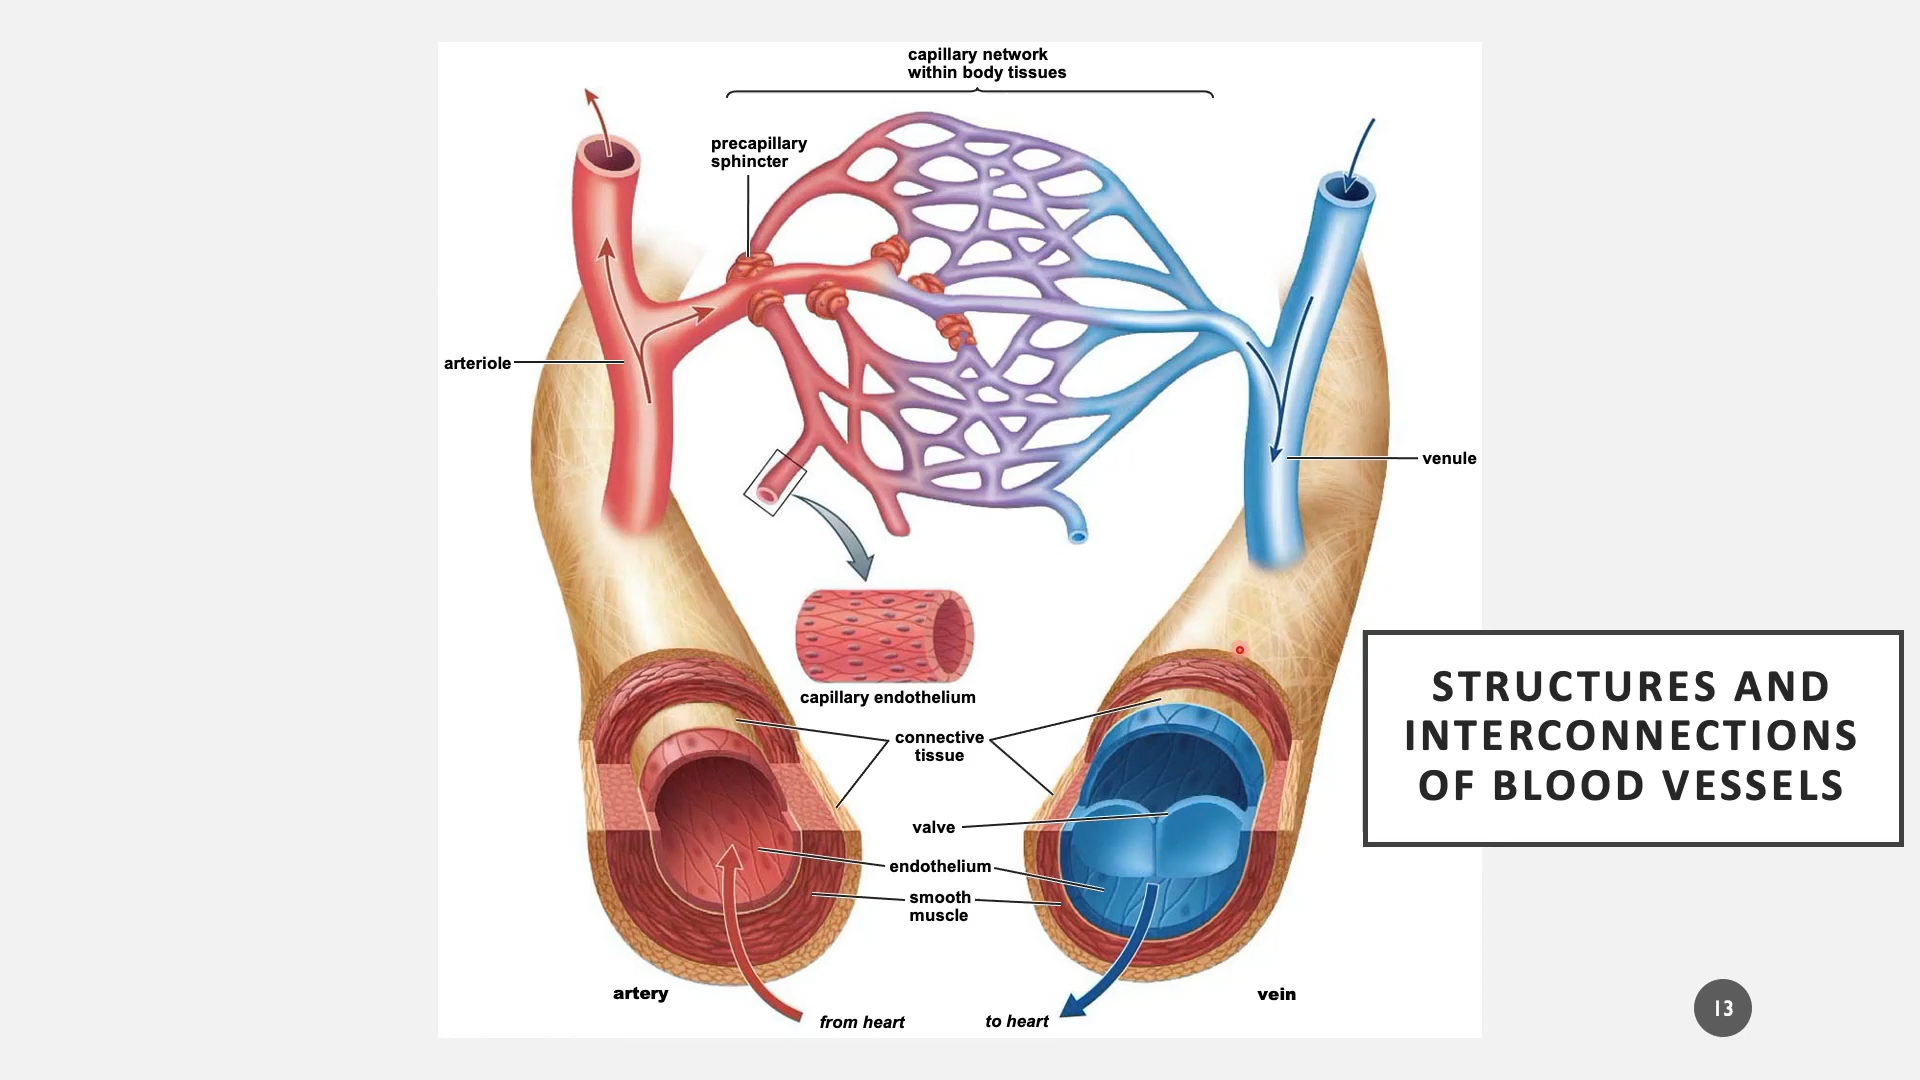 capillary network
within body tissues
precapillary
sphincter
arteriole
venule
capillary endothelium
connective
tissue
valve
endothelium
smooth
muscle
artery
vein
from heart
to heart
STRUCTURES AND
INTERCONNECTIONS
OF BLOOD VESSELS
13